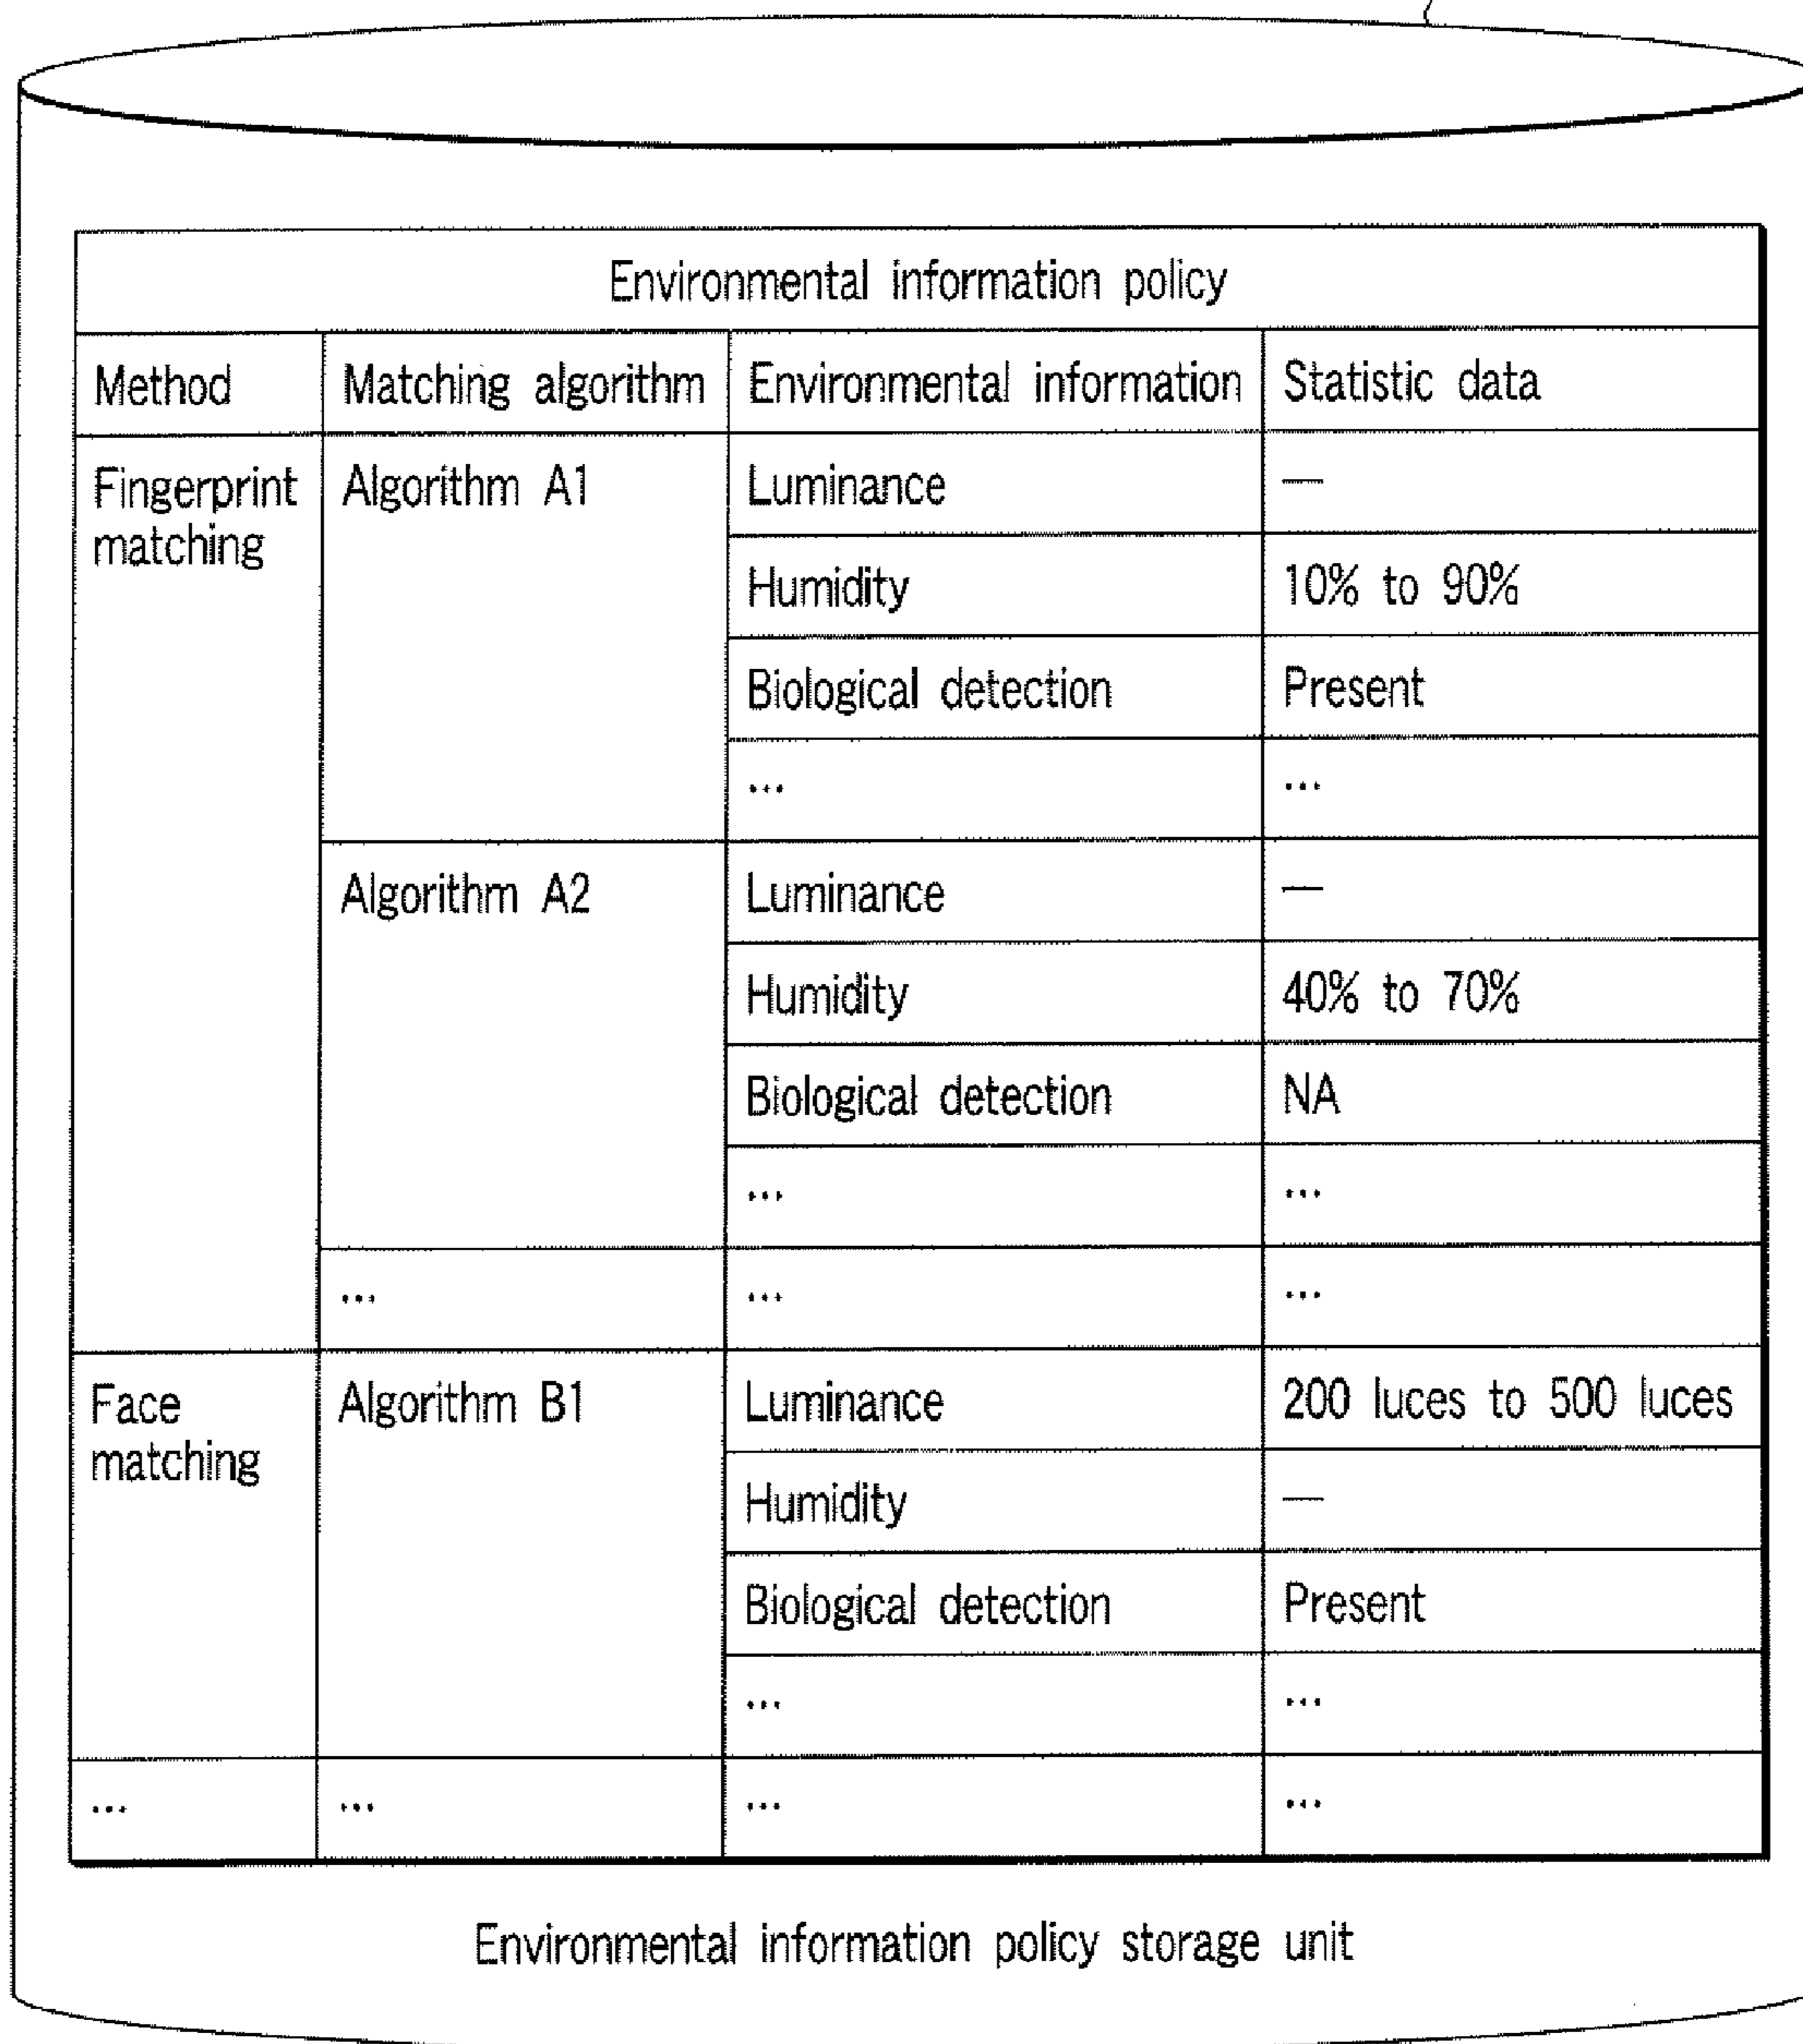 Environmental information policy
Method Matching algorithm Environmental information Statistic data
Fingerprint matching Algorithm A1 Luminance —
Humidity 10% to 90%
Biological detection Present
... ...
Algorithm A2 Luminance —
Humidity 40% to 70%
Biological detection NA
... ...
... ... ...
Face matching Algorithm B1 Luminance 200 luces to 500 luces
Humidity —
Biological detection Present
... ...
... ... ... ...
Environmental information policy storage unit